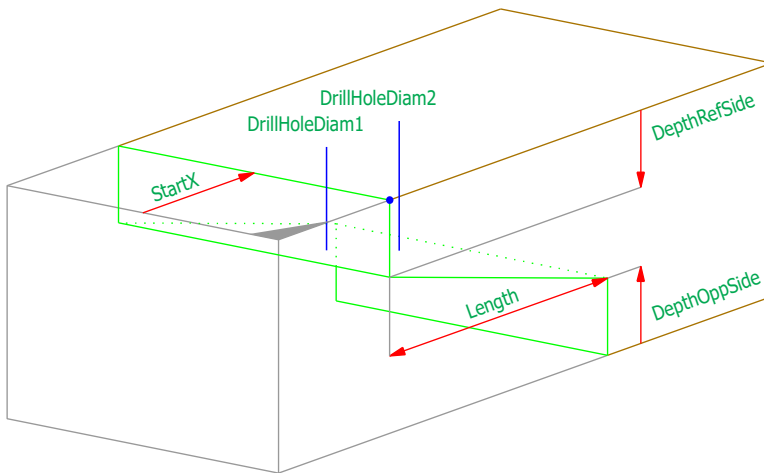 DrillHoleDiam2
DrillHoleDiam1
DepthRefSide
StartX
Length
DepthOppSide